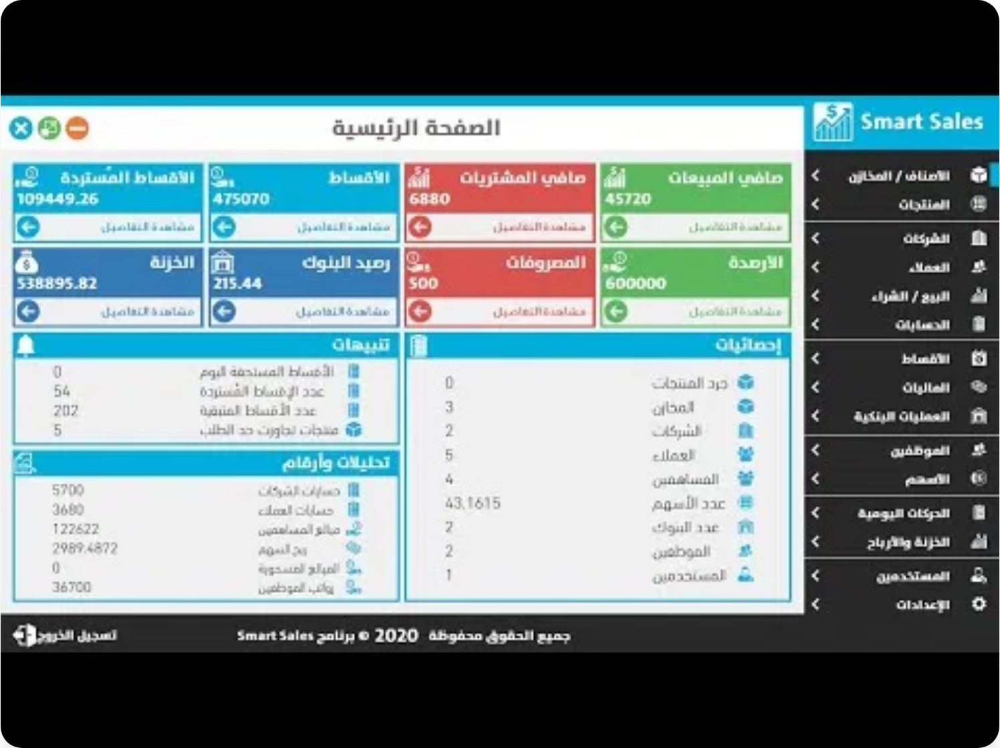 Smart Sales
الأصناف / المخازن
المنتجات
الشركات
العملاء
البيع / الشراء
الحسابات
الأقساط
الماليات
العمليات البنكية
الموظفين
الأسهم
الحركات اليومية
الخزنة والأرباح
المستخدمين
الإعدادات
الصفحة الرئيسية
صافي المبيعات
45720
مشاهدة التفاصيل
صافي المشتريات
6880
مشاهدة التفاصيل
الأقساط
475070
مشاهدة التفاصيل
الأقساط المُستردة
109449.26
مشاهدة التفاصيل
الأرصدة
600000
مشاهدة التفاصيل
المصروفات
500
مشاهدة التفاصيل
رصيد البنوك
215.44
مشاهدة التفاصيل
الخزنة
538895.82
مشاهدة التفاصيل
إحصائيات
جرد المنتجات 0
المخازن 3
الشركات 2
العملاء 5
المساهمين 4
عدد الأسهم 43.1615
عدد البنوك 2
الموظفين 2
المستخدمين 1
تنبيهات
الأقساط المستحقة اليوم 0
عدد الإقساط المُستردة 54
عدد الأقساط المتبقية 202
منتجات تجاوزت حد الطلب 5
تحليلات وأرقام
حسابات الشركات 5700
حسابات العملاء 3680
مبالغ المساهمين 122622
ربح السهم 2989.4872
المبالغ المسحوبة 0
رواتب الموظفين 36700
جميع الحقوق محفوظة 2020 © برنامج Smart Sales
تسجيل الخروج